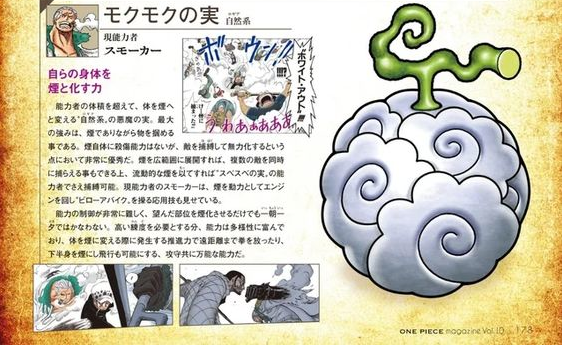 モクモクの実 自然系
現能力者
スモーカー
自らの身体を
煙と化す力
能力者の体積を超えて、体を煙へ
と変える"自然系"の悪魔の実。最大
の強みは、煙でありながら物を掴める
事である。煙自体に殺傷能力はないが、敵を捕縛して無力化するという
点において非常に優秀だ。煙を広範囲に展開すれば、複数の敵を同時
に捕らえる事もできる上、流動的な煙を以てすれば"スベスベの実"の能
力者でさえ捕縛可能。現能力者のスモーカーは、煙を動力としてエンジ
ンを回し"ビローアバイク"を操る応用技も見せている。
能力の制御が非常に難しく、望んだ部位を煙化させるだけでも一朝一
夕ではかなわない。高い練度を必要とする分、能力は多様性に富んで
おり、体を煙に変える際に発生する推進力で遠距離まで拳を放ったり、
下半身を煙にし飛行も可能にする、攻守共に万能な能力だ。
ボウン!!
ホワイト・アウト!!!
うわああああああ
ONE PIECE magazine Vol.10 178